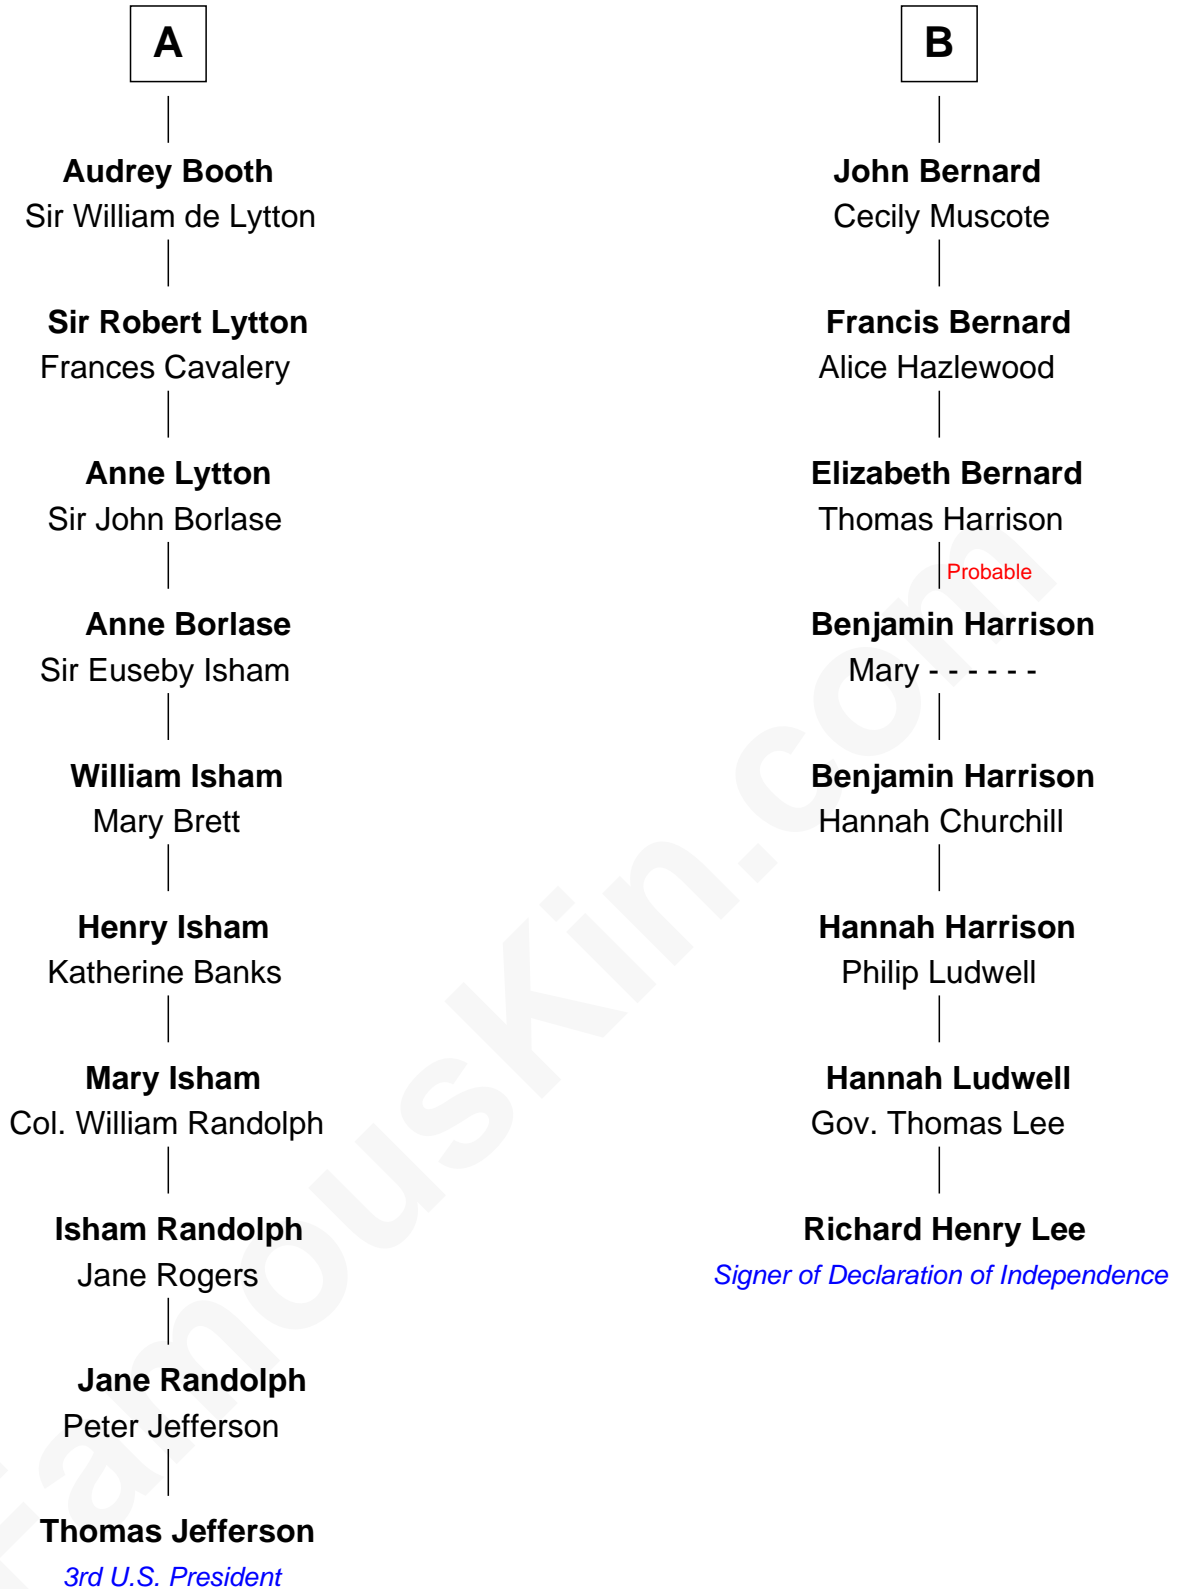 A
Audrey Booth
Sir William de Lytton
Sir Robert Lytton
Frances Cavalery
Anne Lytton
Sir John Borlase
Anne Borlase
Sir Euseby Isham
William Isham
Mary Brett
Henry Isham
Katherine Banks
Mary Isham
Col. William Randolph
Isham Randolph
Jane Rogers
Jane Randolph
Peter Jefferson
Thomas Jefferson
3rd U.S. President
B
John Bernard
Cecily Muscote
Francis Bernard
Alice Hazlewood
Elizabeth Bernard
Thomas Harrison
Probable
Benjamin Harrison
Mary - - - - - -
Benjamin Harrison
Hannah Churchill
Hannah Harrison
Philip Ludwell
Hannah Ludwell
Gov. Thomas Lee
Richard Henry Lee
Signer of Declaration of Independence
FamousKin.com